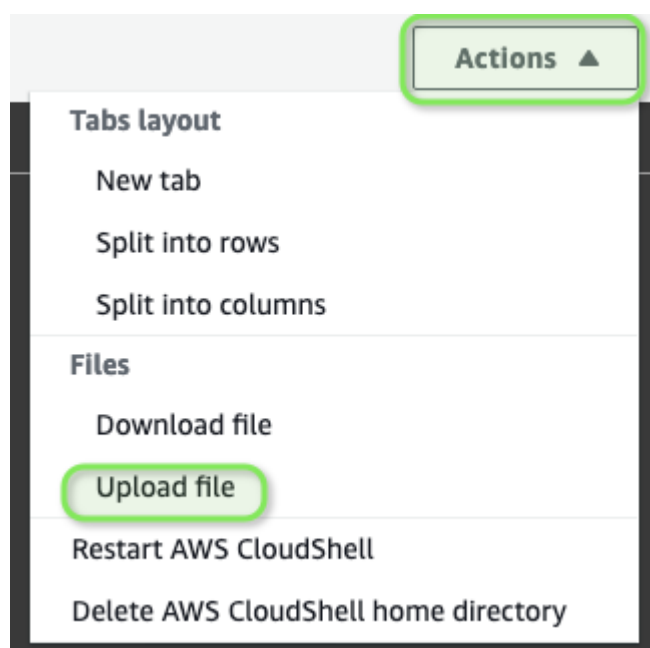 Actions
Tabs layout
New tab
Split into rows
Split into columns
Files
Download file
Upload file
Restart AWS CloudShell
Delete AWS CloudShell home directory